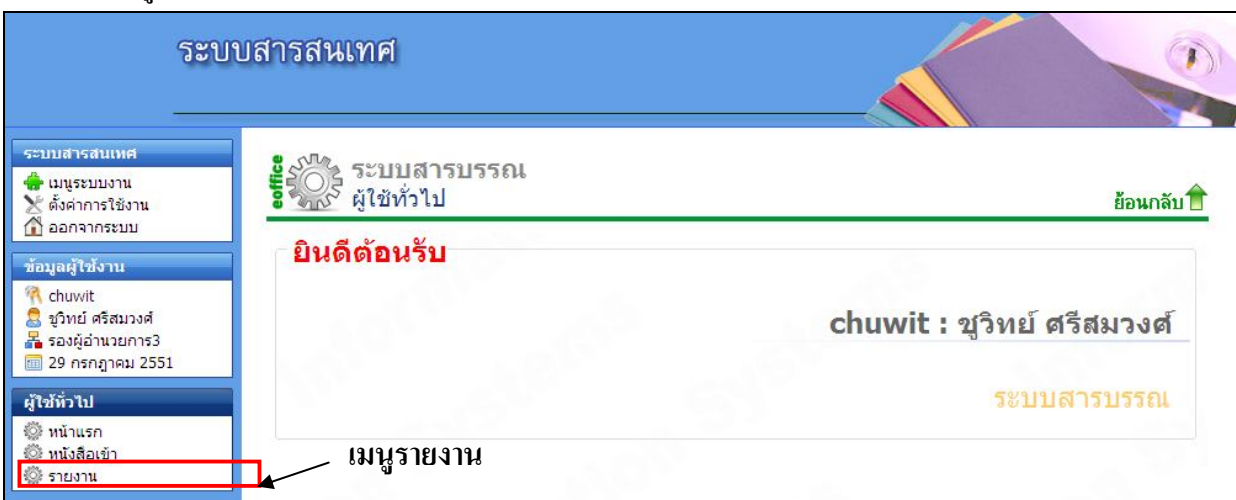 ระบบสารสนเทศ
ระบบสารสนเทศ
เมนูระบบงาน
ตั้งค่าการใช้งาน
ออกจากระบบ
ข้อมูลผู้ใช้งาน
chuwit
ชูวิทย์ ศรีสมวงศ์
รองผู้อำนวยการ3
29 กรกฎาคม 2551
ผู้ใช้ทั่วไป
หน้าแรก
หนังสือเข้า
รายงาน
eoffice
ระบบสารบรรณ
ผู้ใช้ทั่วไป
ย้อนกลับ
ยินดีต้อนรับ
chuwit : ชูวิทย์ ศรีสมวงศ์
ระบบสารบรรณ
เมนูรายงาน